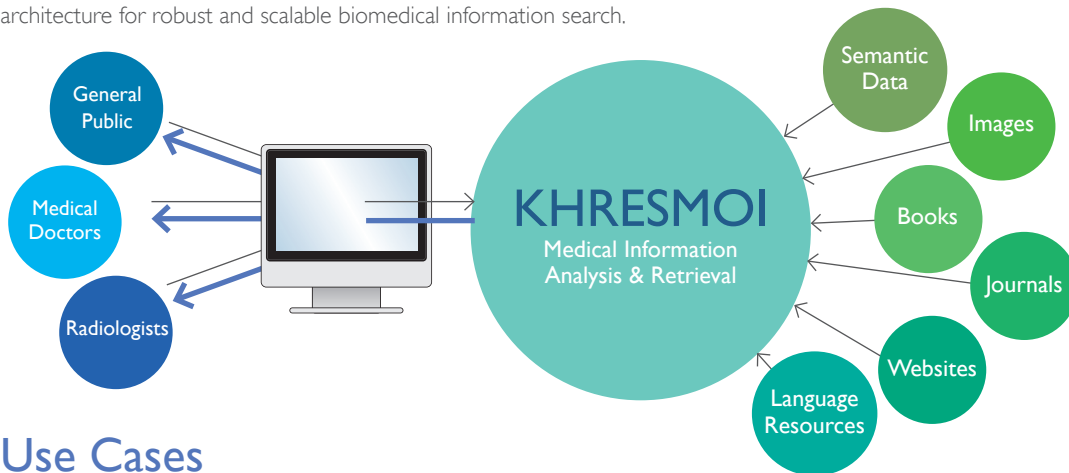 architecture for robust and scalable biomedical information search.
General
Public
Medical
Doctors
Radiologists
KHRESMOI
Medical Information
Analysis & Retrieval
Semantic
Data
Images
Books
Journals
Websites
Language
Resources
Use Cases